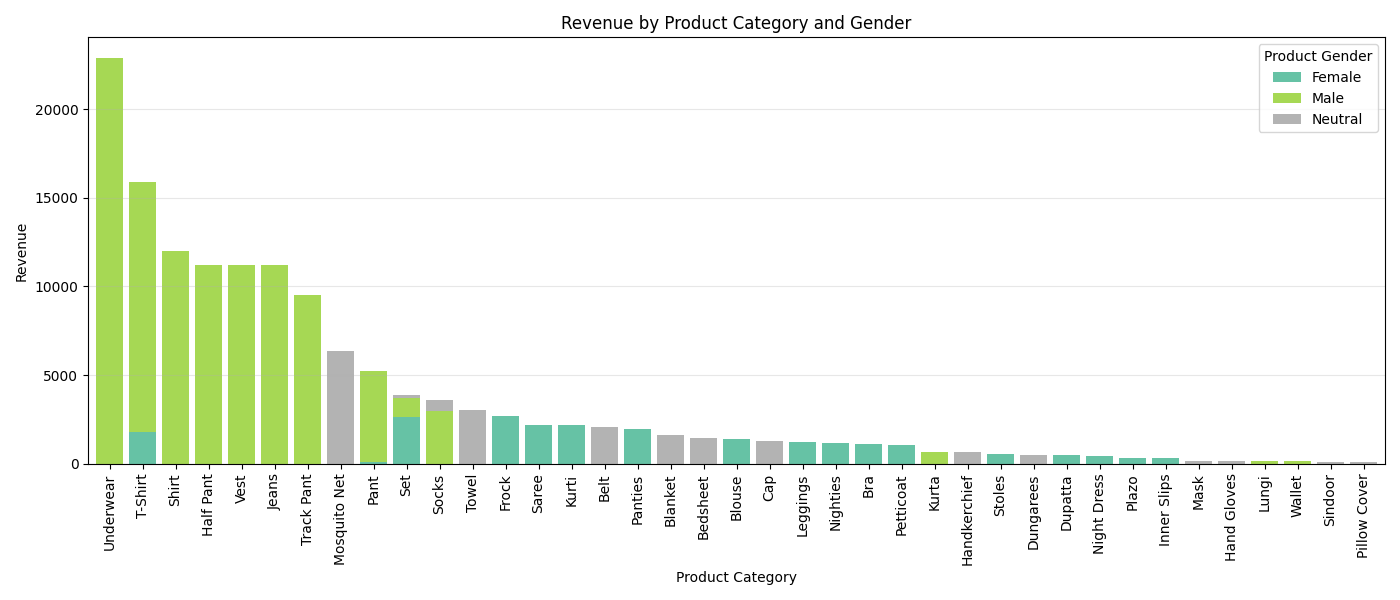 Revenue by Product Category and Gender
Product Gender
Female
Male
Neutral
Revenue
20000
15000
10000
5000
0
Underwear
T-Shirt
Shirt
Half Pant
Vest
Jeans
Track Pant
Mosquito Net
Pant
Set
Socks
Towel
Frock
Saree
Kurti
Belt
Panties
Blanket
Bedsheet
Blouse
Cap
Leggings
Nighties
Bra
Petticoat
Kurta
Handkerchief
Stoles
Dungarees
Dupatta
Night Dress
Plazo
Inner Slips
Mask
Hand Gloves
Lungi
Wallet
Sindoor
Pillow Cover
Product Category